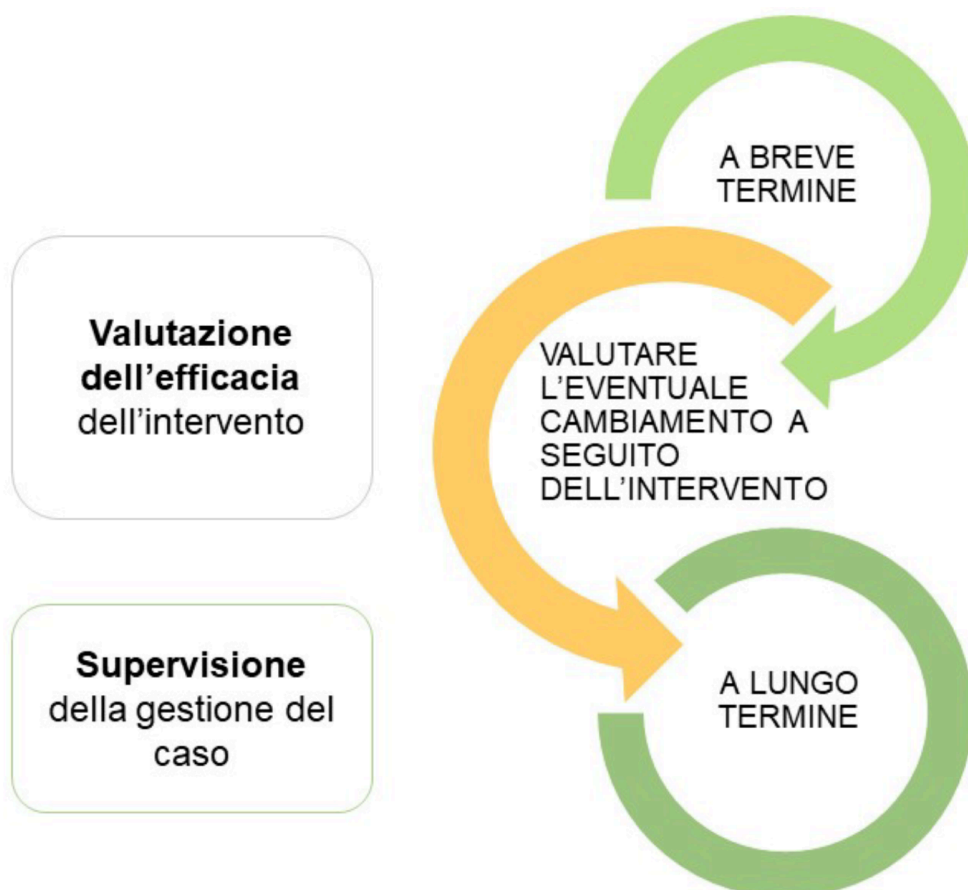 Valutazione
dell’efficacia
dell’intervento
Supervisione
della gestione del
caso
A BREVE
TERMINE
VALUTARE
L’EVENTUALE
CAMBIAMENTO A
SEGUITO
DELL’INTERVENTO
A LUNGO
TERMINE